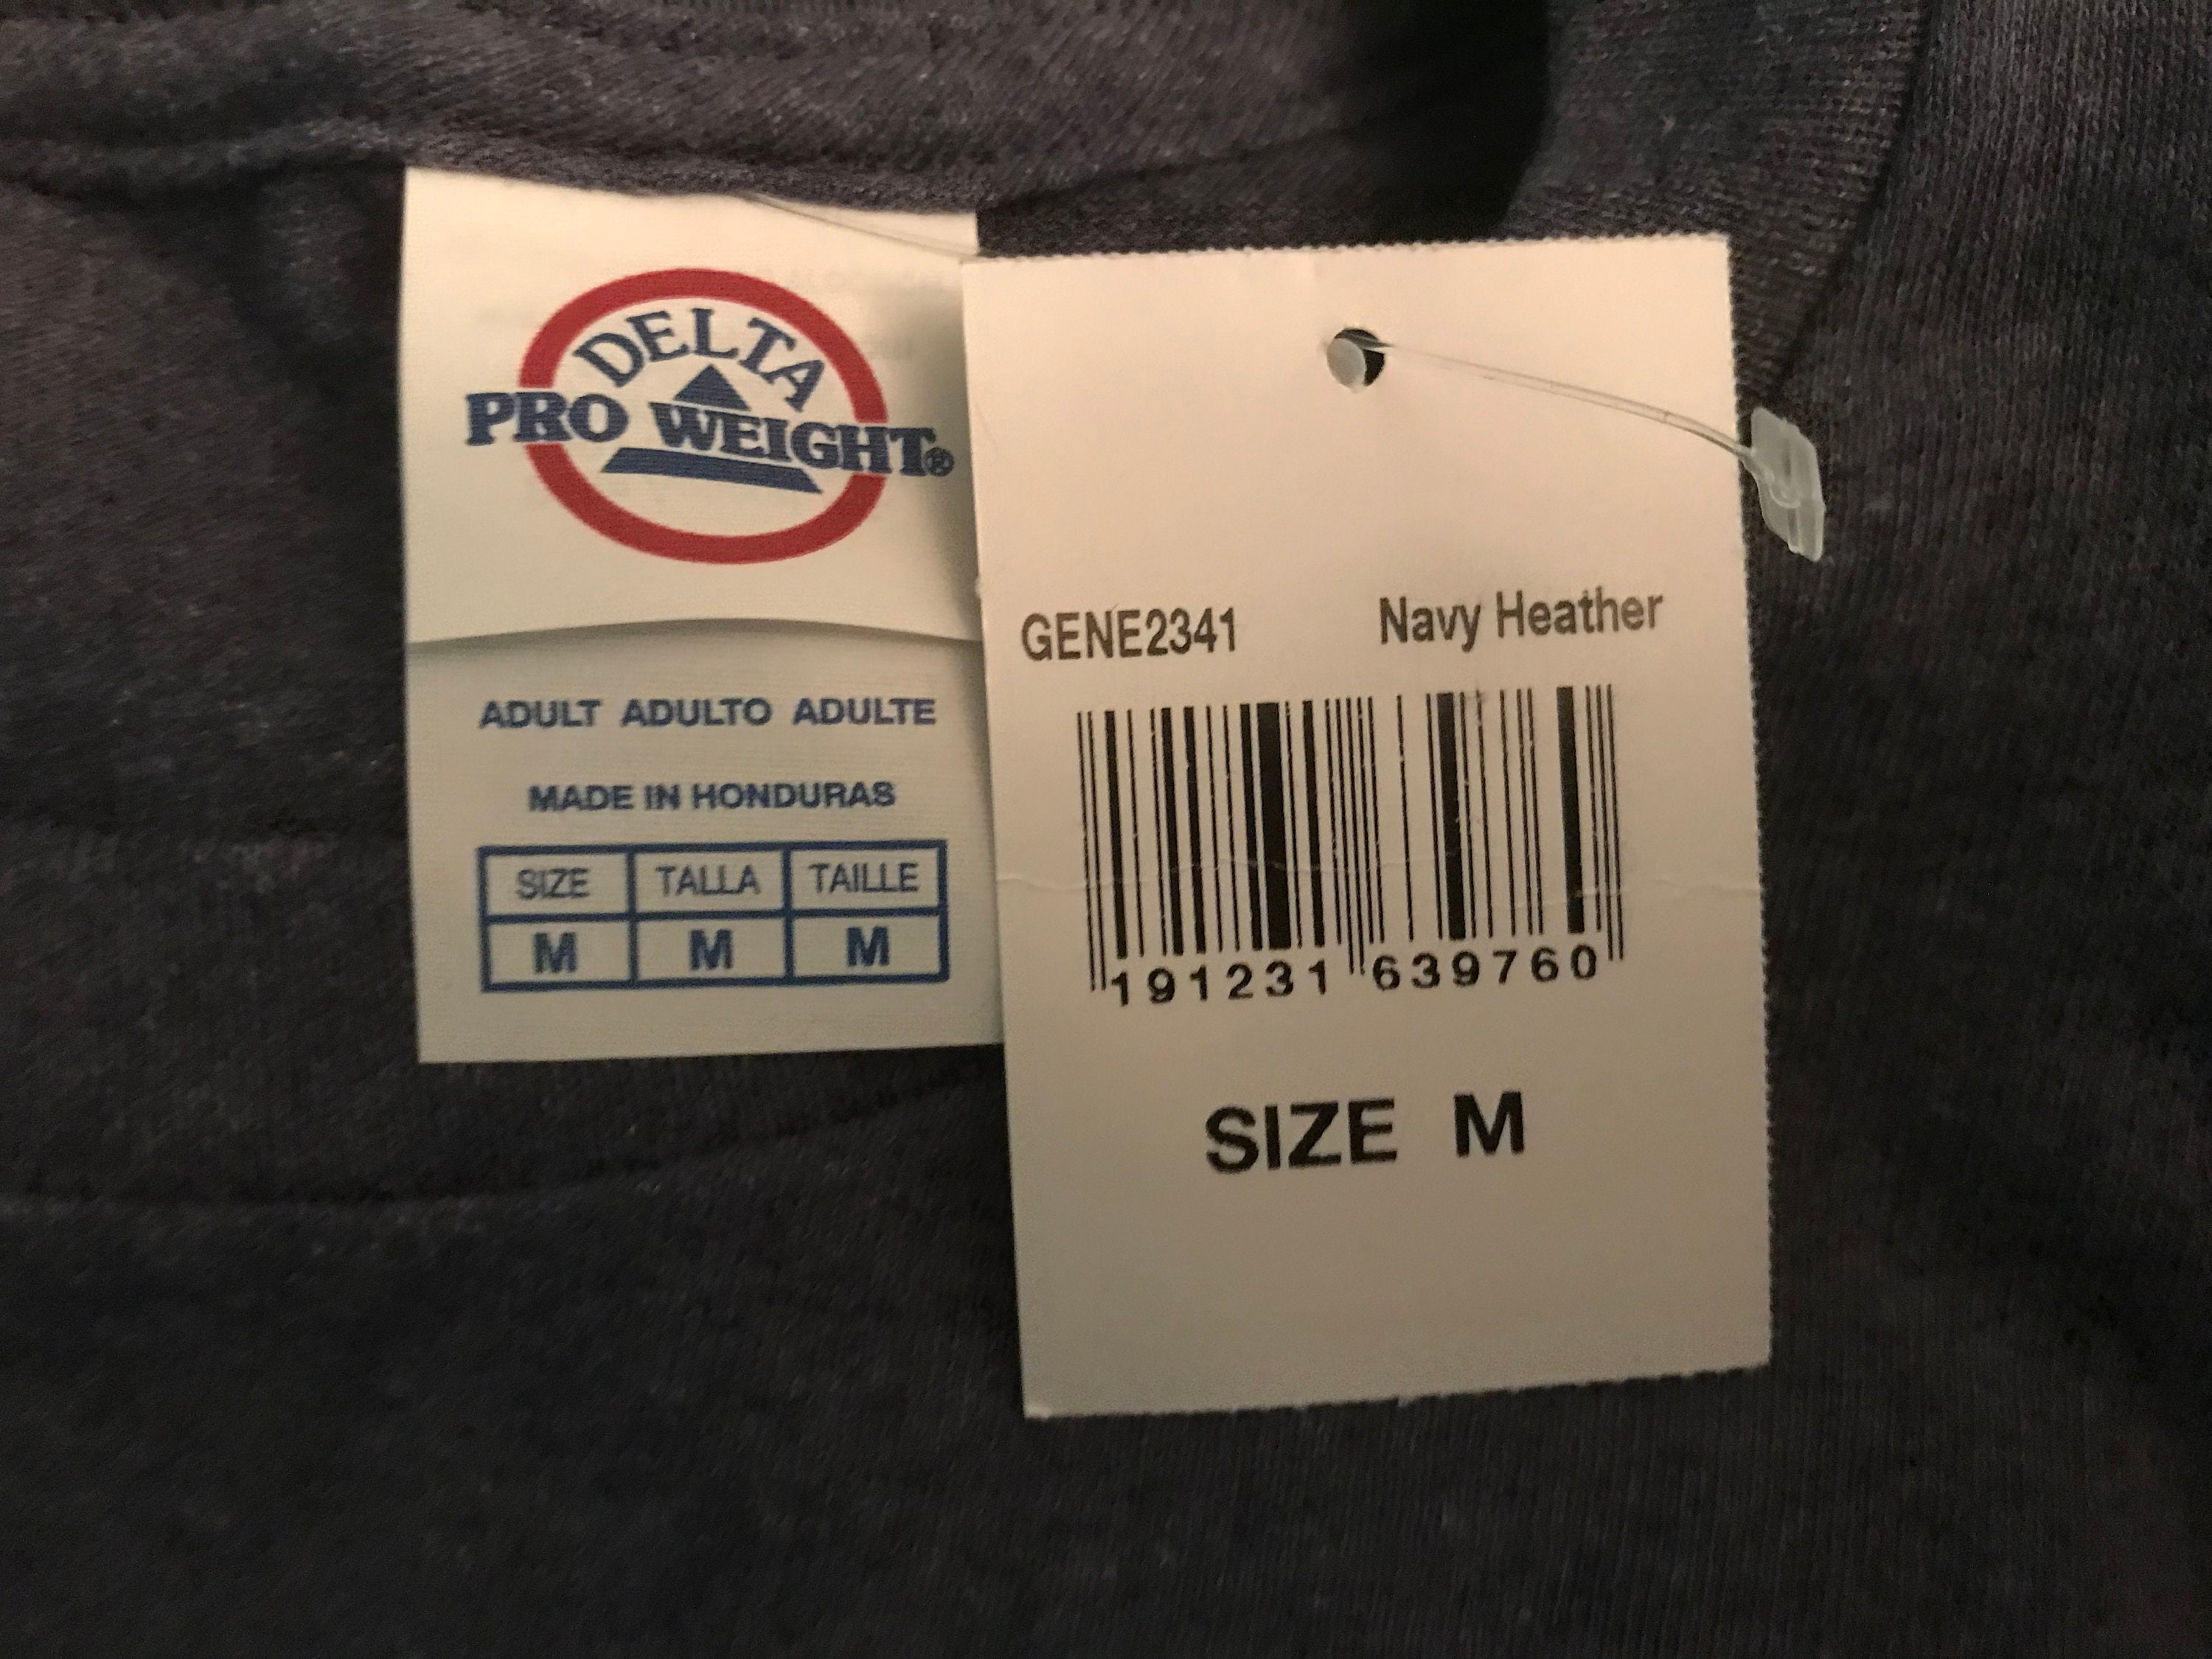 DELTA
PRO WEIGHT®
ADULT ADULTO ADULTE
MADE IN HONDURAS
SIZE TALLA TAILLE
M M M
GENE2341 Navy Heather
191231 639760
SIZE M